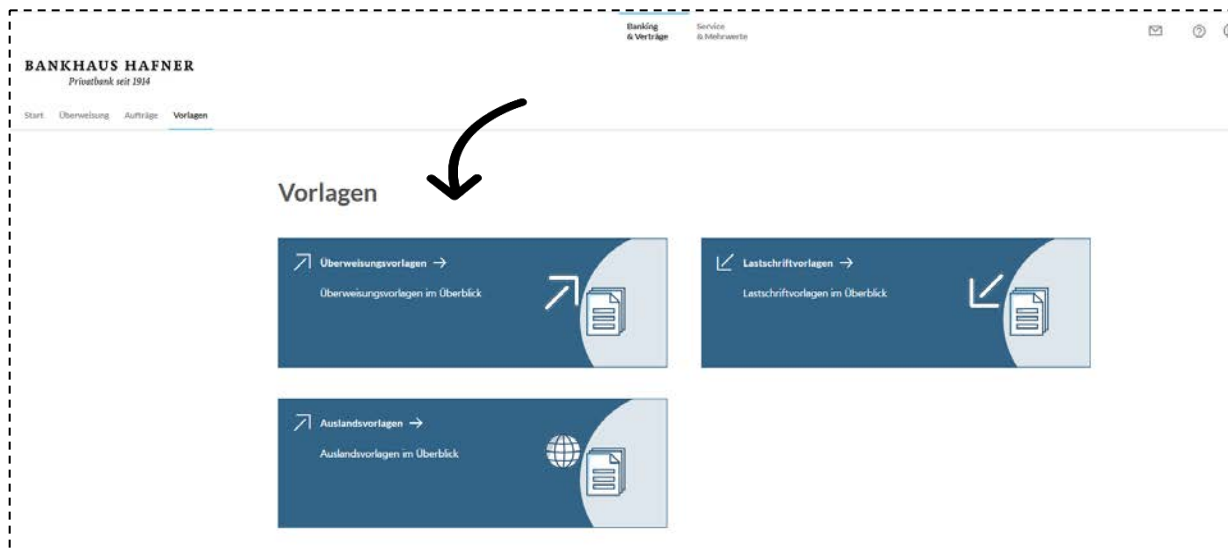 Banking
& Verträge
Service
& Mehrwerte
BANKHAUS HAFNER
Privatbank seit 1914
Start Überweisung Aufträge Vorlagen
Vorlagen
Überweisungsvorlagen →
Überweisungsvorlagen im Überblick
Lastschriftvorlagen →
Lastschriftvorlagen im Überblick
Auslandsvorlagen →
Auslandsvorlagen im Überblick